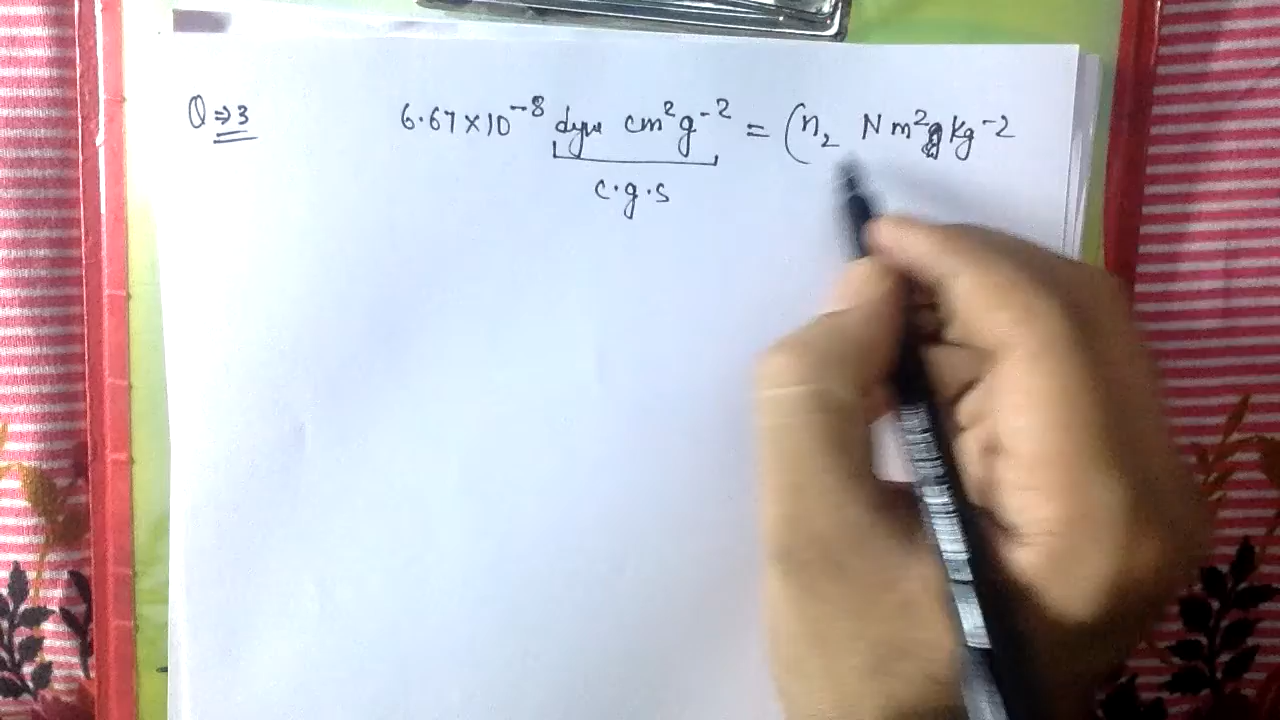 Q ⇒ 3 6.67×10⁻⁸ dyne cm²g⁻² = (n₂ N m² kg⁻²
c.g.s